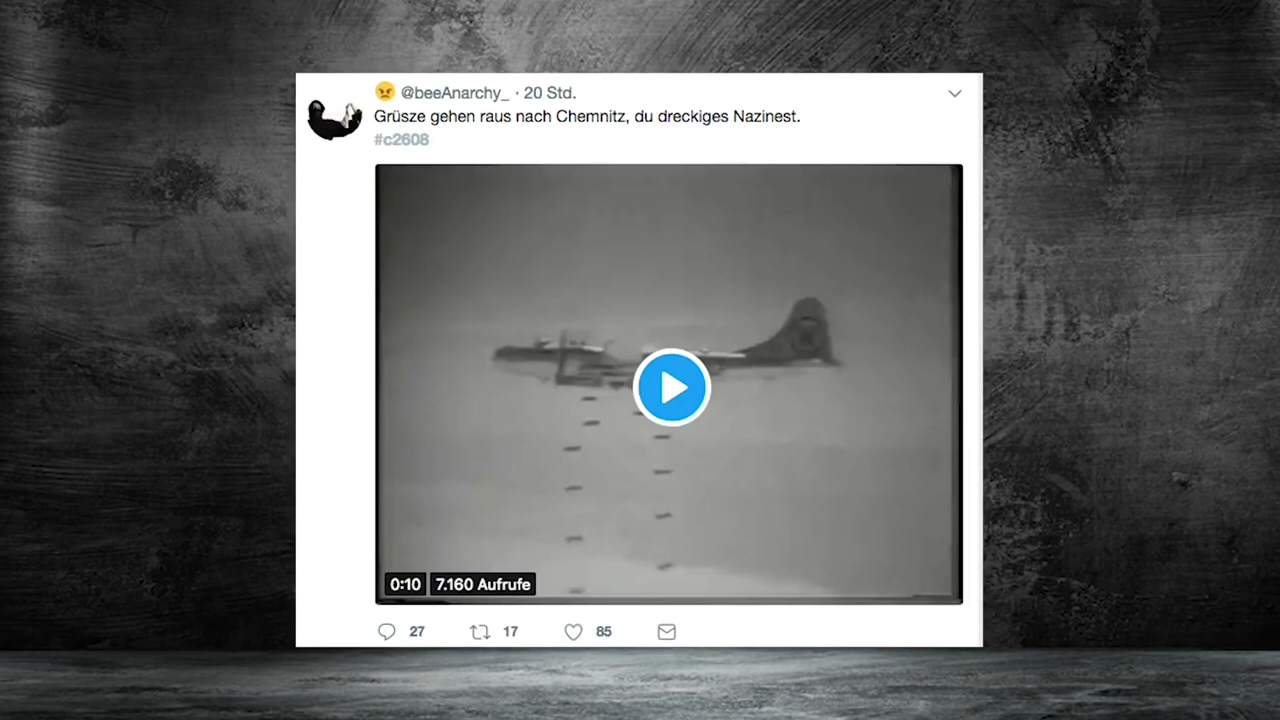 @beeAnarchy_ · 20 Std.
Grüsze gehen raus nach Chemnitz, du dreckiges Nazinest.
#c2608
0:10 7.160 Aufrufe
27 17 85